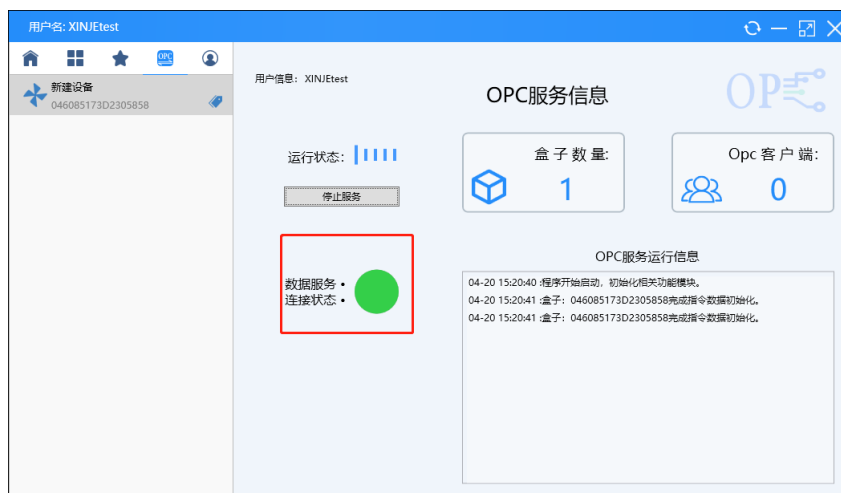 用户名: XINJEtest
OPC
新建设备
046085173D2305858
用户信息: XINJEtest
OPC服务信息
OPC
运行状态:
停止服务
盒子数量:
1
Opc客户端:
0
数据服务 •
连接状态 •
OPC服务运行信息
04-20 15:20:40 :程序开始启动，初始化相关功能模块。
04-20 15:20:41 :盒子：046085173D2305858完成指令数据初始化。
04-20 15:20:41 :盒子：046085173D2305858完成指令数据初始化。